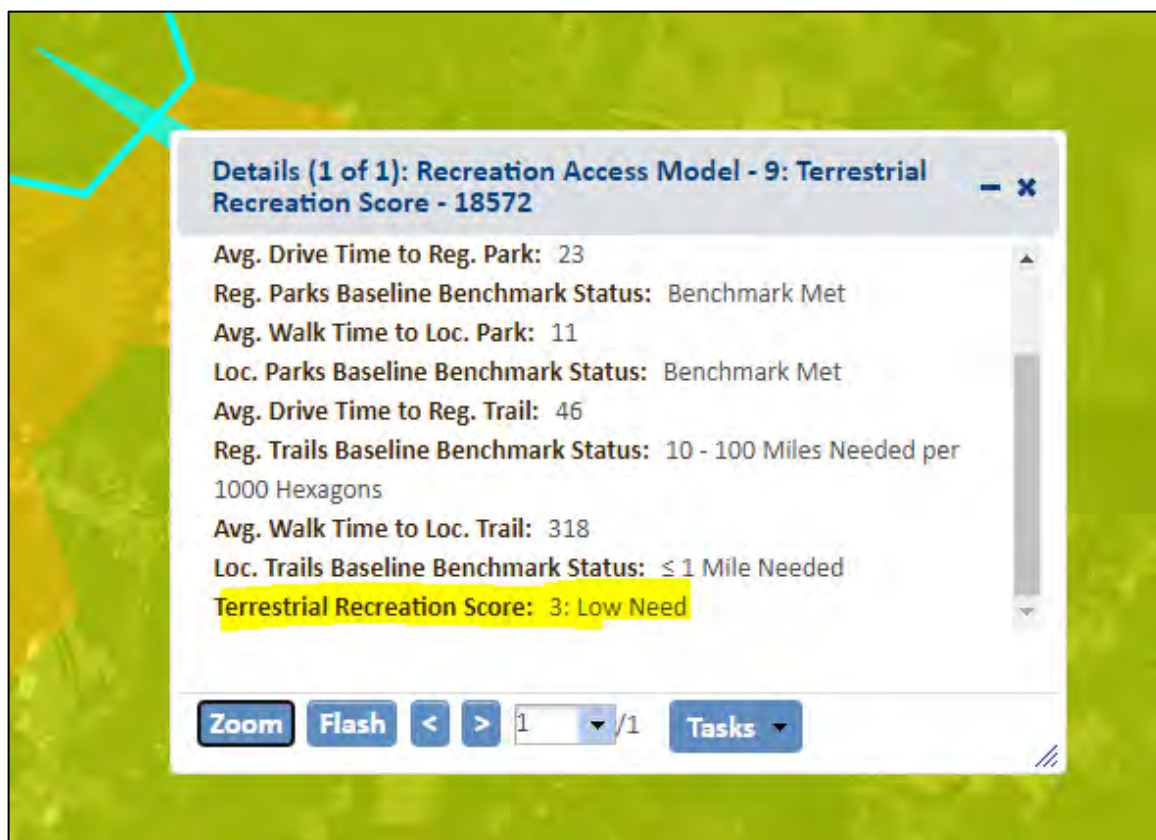 Details (1 of 1): Recreation Access Model - 9: Terrestrial
Recreation Score - 18572
Avg. Drive Time to Reg. Park: 23
Reg. Parks Baseline Benchmark Status: Benchmark Met
Avg. Walk Time to Loc. Park: 11
Loc. Parks Baseline Benchmark Status: Benchmark Met
Avg. Drive Time to Reg. Trail: 46
Reg. Trails Baseline Benchmark Status: 10 - 100 Miles Needed per
1000 Hexagons
Avg. Walk Time to Loc. Trail: 318
Loc. Trails Baseline Benchmark Status: ≤ 1 Mile Needed
Terrestrial Recreation Score: 3: Low Need
Zoom Flash < > 1 /1 Tasks